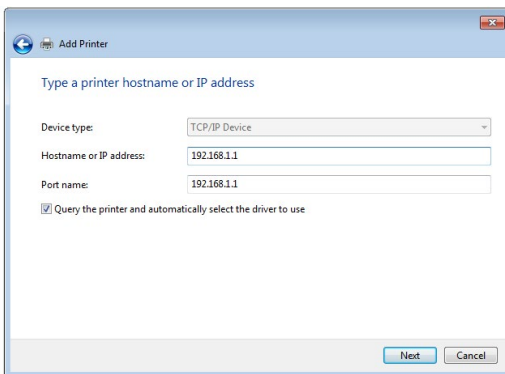 Add Printer
Type a printer hostname or IP address
Device type: TCP/IP Device
Hostname or IP address: 192.168.1.1
Port name: 192.168.1.1
Query the printer and automatically select the driver to use
Next Cancel